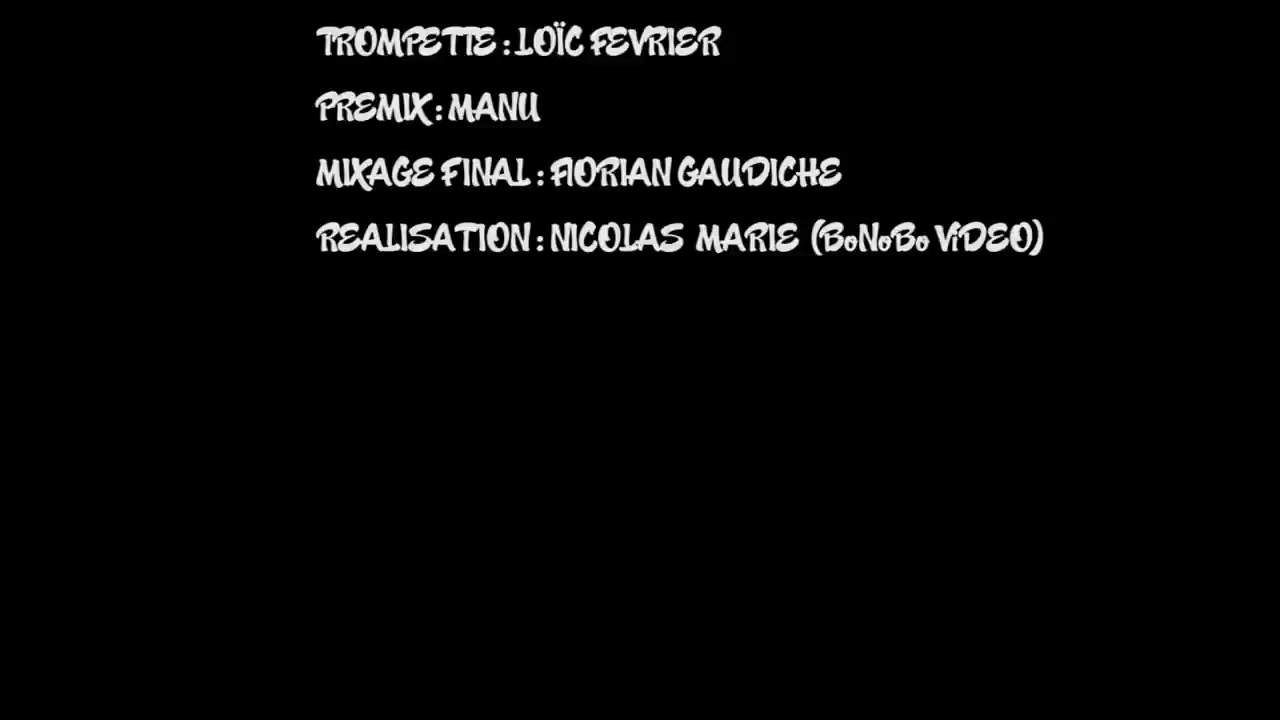 TROMPETTE : LOÏC FEVRIER
PREMIX : MANU
MIXAGE FINAL : FLORIAN GAUDICHE
REALISATION : NICOLAS MARIE (BoNoBo ViDEO)